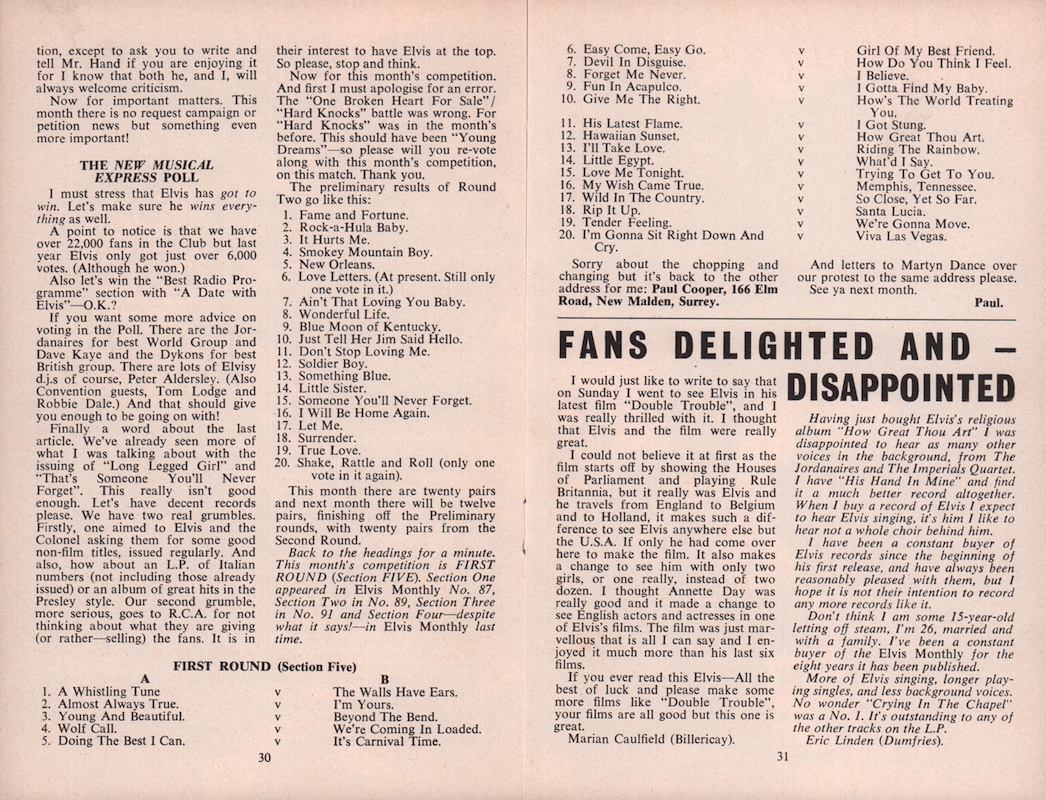 tion, except to ask you to write and
tell Mr. Hand if you are enjoying it
for I know that both he, and I, will
always welcome criticism.
Now for important matters. This
month there is no request campaign or
petition news but something even
more important!
THE NEW MUSICAL
EXPRESS POLL
I must stress that Elvis has got to
win. Let's make sure he wins every-
thing as well.
A point to notice is that we have
over 22,000 fans in the Club but last
year Elvis only got just over 6,000
votes. (Although he won.)
Also let's win the "Best Radio Pro-
gramme" section with "A Date with
Elvis"—O.K.?
If you want some more advice on
voting in the Poll. There are the Jor-
danaires for best World Group and
Dave Kaye and the Dykons for best
British group. There are lots of Elvisy
d.j.s of course, Peter Aldersley. (Also
Convention guests, Tom Lodge and
Robbie Dale.) And that should give
you enough to be going on with!
Finally a word about the last
article. We've already seen more of
what I was talking about with the
issuing of "Long Legged Girl" and
"That's Someone You'll Never
Forget". This really isn't good
enough. Let's have decent records
please. We have two real grumbles.
Firstly, one aimed to Elvis and the
Colonel asking them for some good
non-film titles, issued regularly. And
also, how about an L.P. of Italian
numbers (not including those already
issued) or an album of great hits in the
Presley style. Our second grumble,
more serious, goes to R.C.A. for not
thinking about what they are giving
(or rather—selling) the fans. It is in
their interest to have Elvis at the top.
So please, stop and think.
Now for this month's competition.
And first I must apologise for an error.
The "One Broken Heart For Sale"/
"Hard Knocks" battle was wrong. For
"Hard Knocks" was in the month's
before. This should have been "Young
Dreams"—so please will you re-vote
along with this month's competition,
on this match. Thank you.
The preliminary results of Round
Two go like this:
1. Fame and Fortune.
2. Rock-a-Hula Baby.
3. It Hurts Me.
4. Smokey Mountain Boy.
5. New Orleans.
6. Love Letters. (At present. Still only
one vote in it.)
7. Ain't That Loving You Baby.
8. Wonderful Life.
9. Blue Moon of Kentucky.
10. Just Tell Her Jim Said Hello.
11. Don't Stop Loving Me.
12. Soldier Boy.
13. Something Blue.
14. Little Sister.
15. Someone You'll Never Forget.
16. I Will Be Home Again.
17. Let Me.
18. Surrender.
19. True Love.
20. Shake, Rattle and Roll (only one
vote in it again).
This month there are twenty pairs
and next month there will be twelve
pairs, finishing off the Preliminary
rounds, with twenty pairs from the
Second Round.
Back to the headings for a minute.
This month's competition is FIRST
ROUND (Section FIVE). Section One
appeared in Elvis Monthly No. 87,
Section Two in No. 89, Section Three
in No. 91 and Section Four—despite
what it says!—in Elvis Monthly last
time.
FIRST ROUND (Section Five)
A B
1. A Whistling Tune v The Walls Have Ears.
2. Almost Always True. v I'm Yours.
3. Young And Beautiful. v Beyond The Bend.
4. Wolf Call. v We're Coming In Loaded.
5. Doing The Best I Can. v It's Carnival Time.
30
6. Easy Come, Easy Go. v Girl Of My Best Friend.
7. Devil In Disguise. v How Do You Think I Feel.
8. Forget Me Never. v I Believe.
9. Fun In Acapulco. v I Gotta Find My Baby.
10. Give Me The Right. v How's The World Treating
You.
11. His Latest Flame. v I Got Stung.
12. Hawaiian Sunset. v How Great Thou Art.
13. I'll Take Love. v Riding The Rainbow.
14. Little Egypt. v What'd I Say.
15. Love Me Tonight. v Trying To Get To You.
16. My Wish Came True. v Memphis, Tennessee.
17. Wild In The Country. v So Close, Yet So Far.
18. Rip It Up. v Santa Lucia.
19. Tender Feeling. v We're Gonna Move.
20. I'm Gonna Sit Right Down And v Viva Las Vegas.
Cry.
Sorry about the chopping and
changing but it's back to the other
address for me: Paul Cooper, 166 Elm
Road, New Malden, Surrey.
And letters to Martyn Dance over
our protest to the same address please.
See ya next month.
Paul.
FANS DELIGHTED AND –
DISAPPOINTED
I would just like to write to say that
on Sunday I went to see Elvis in his
latest film "Double Trouble", and I
was really thrilled with it. I thought
that Elvis and the film were really
great.
I could not believe it at first as the
film starts off by showing the Houses
of Parliament and playing Rule
Britannia, but it really was Elvis and
he travels from England to Belgium
and to Holland, it makes such a dif-
ference to see Elvis anywhere else but
the U.S.A. If only he had come over
here to make the film. It also makes
a change to see him with only two
girls, or one really, instead of two
dozen. I thought Annette Day was
really good and it made a change to
see English actors and actresses in one
of Elvis's films. The film was just mar-
vellous that is all I can say and I en-
joyed it much more than his last six
films.
If you ever read this Elvis—All the
best of luck and please make some
more films like "Double Trouble",
your films are all good but this one is
great.
Marian Caulfield (Billericay).
Having just bought Elvis's religious
album "How Great Thou Art" I was
disappointed to hear as many other
voices in the background, from The
Jordanaires and The Imperials Quartet.
I have "His Hand In Mine" and find
it a much better record altogether.
When I buy a record of Elvis I expect
to hear Elvis singing, it's him I like to
hear not a whole choir behind him.
I have been a constant buyer of
Elvis records since the beginning of
his first release, and have always been
reasonably pleased with them, but I
hope it is not their intention to record
any more records like it.
Don't think I am some 15-year-old
letting off steam, I'm 26, married and
with a family. I've been a constant
buyer of the Elvis Monthly for the
eight years it has been published.
More of Elvis singing, longer play-
ing singles, and less background voices.
No wonder "Crying In The Chapel"
was a No. 1. It's outstanding to any of
the other tracks on the L.P.
Eric Linden (Dumfries).
31